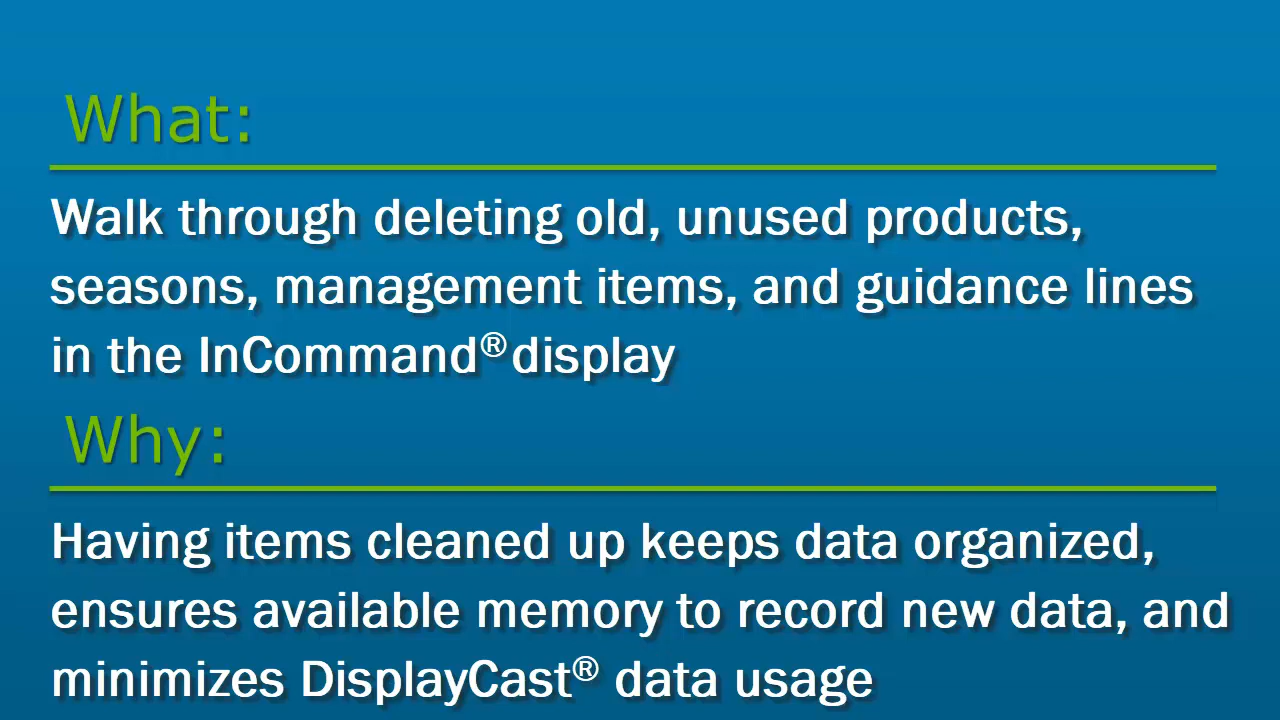 What:
Walk through deleting old, unused products,
seasons, management items, and guidance lines
in the InCommand® display
Why:
Having items cleaned up keeps data organized,
ensures available memory to record new data, and
minimizes DisplayCast® data usage